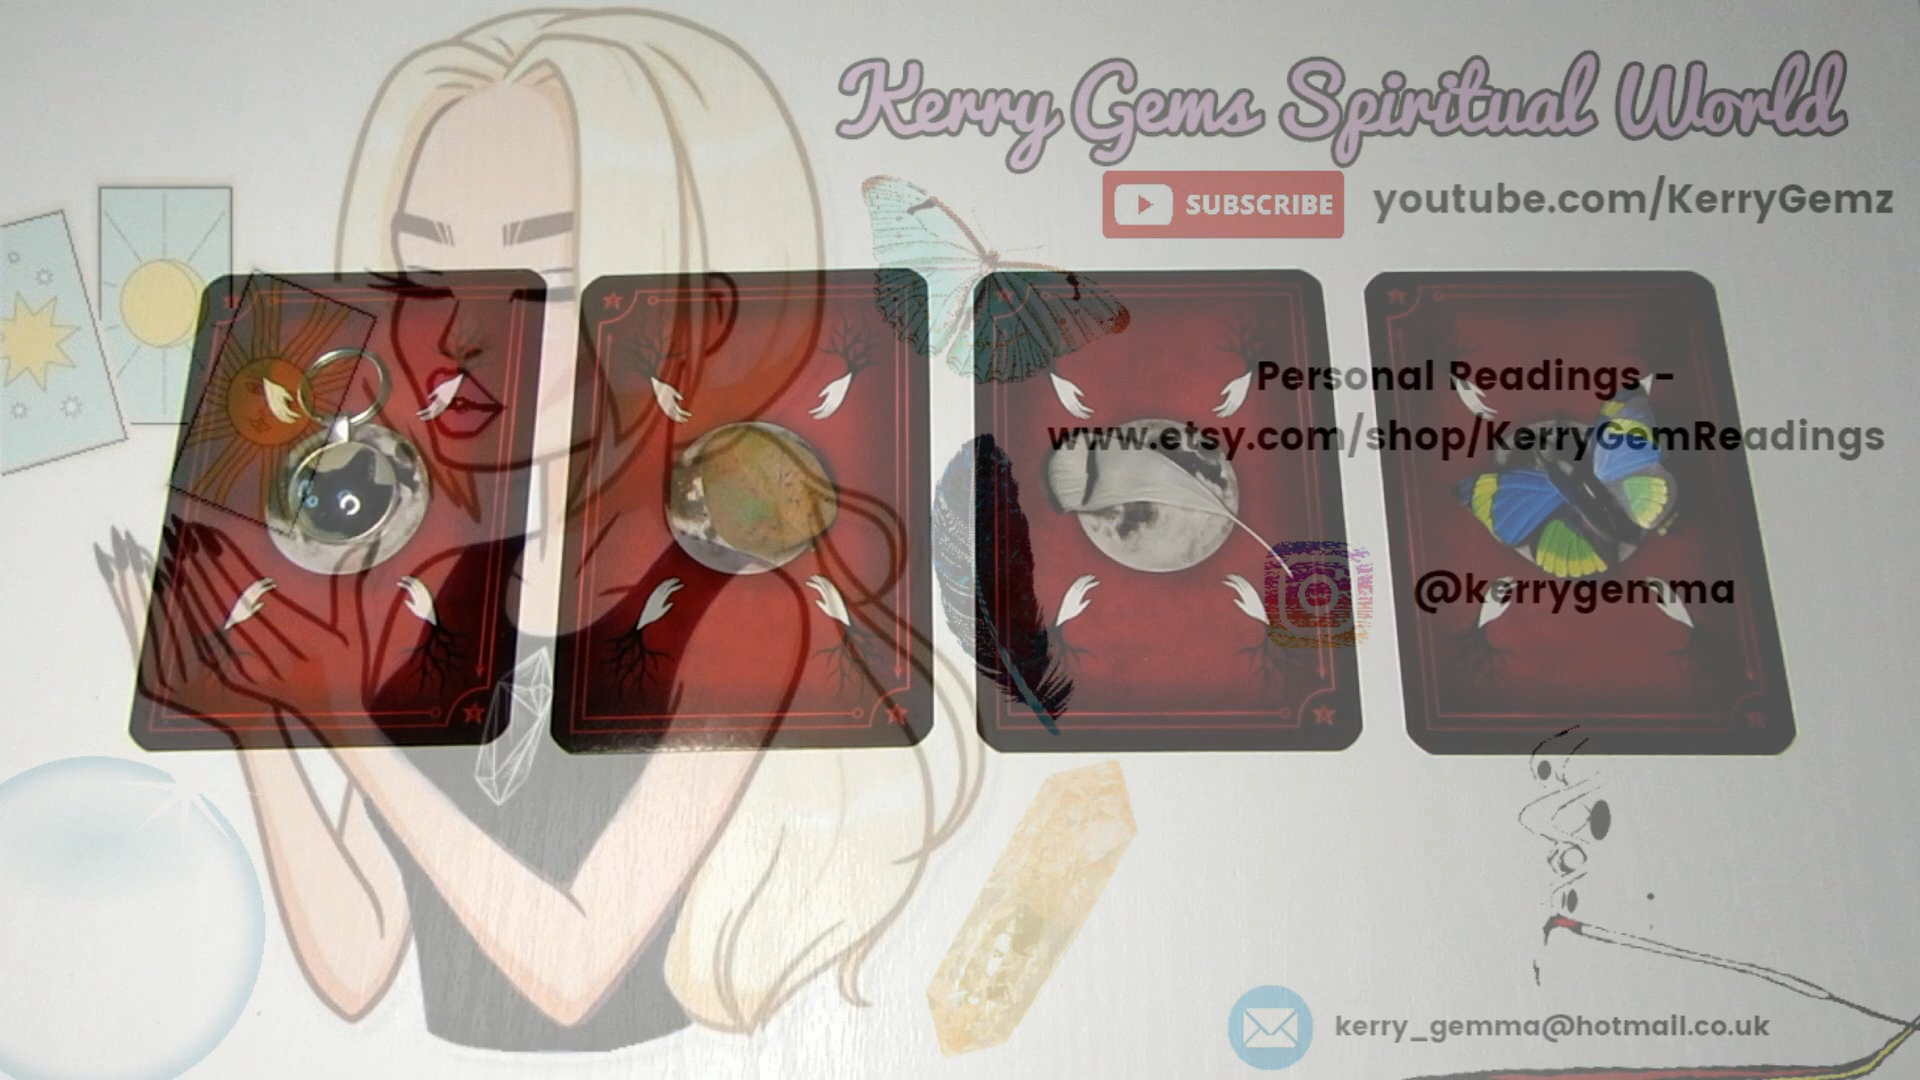 Kerry Gems Spiritual World
SUBSCRIBE
youtube.com/KerryGemz
Personal Readings -
www.etsy.com/shop/KerryGemReadings
@kerrygemma
kerry_gemma@hotmail.co.uk